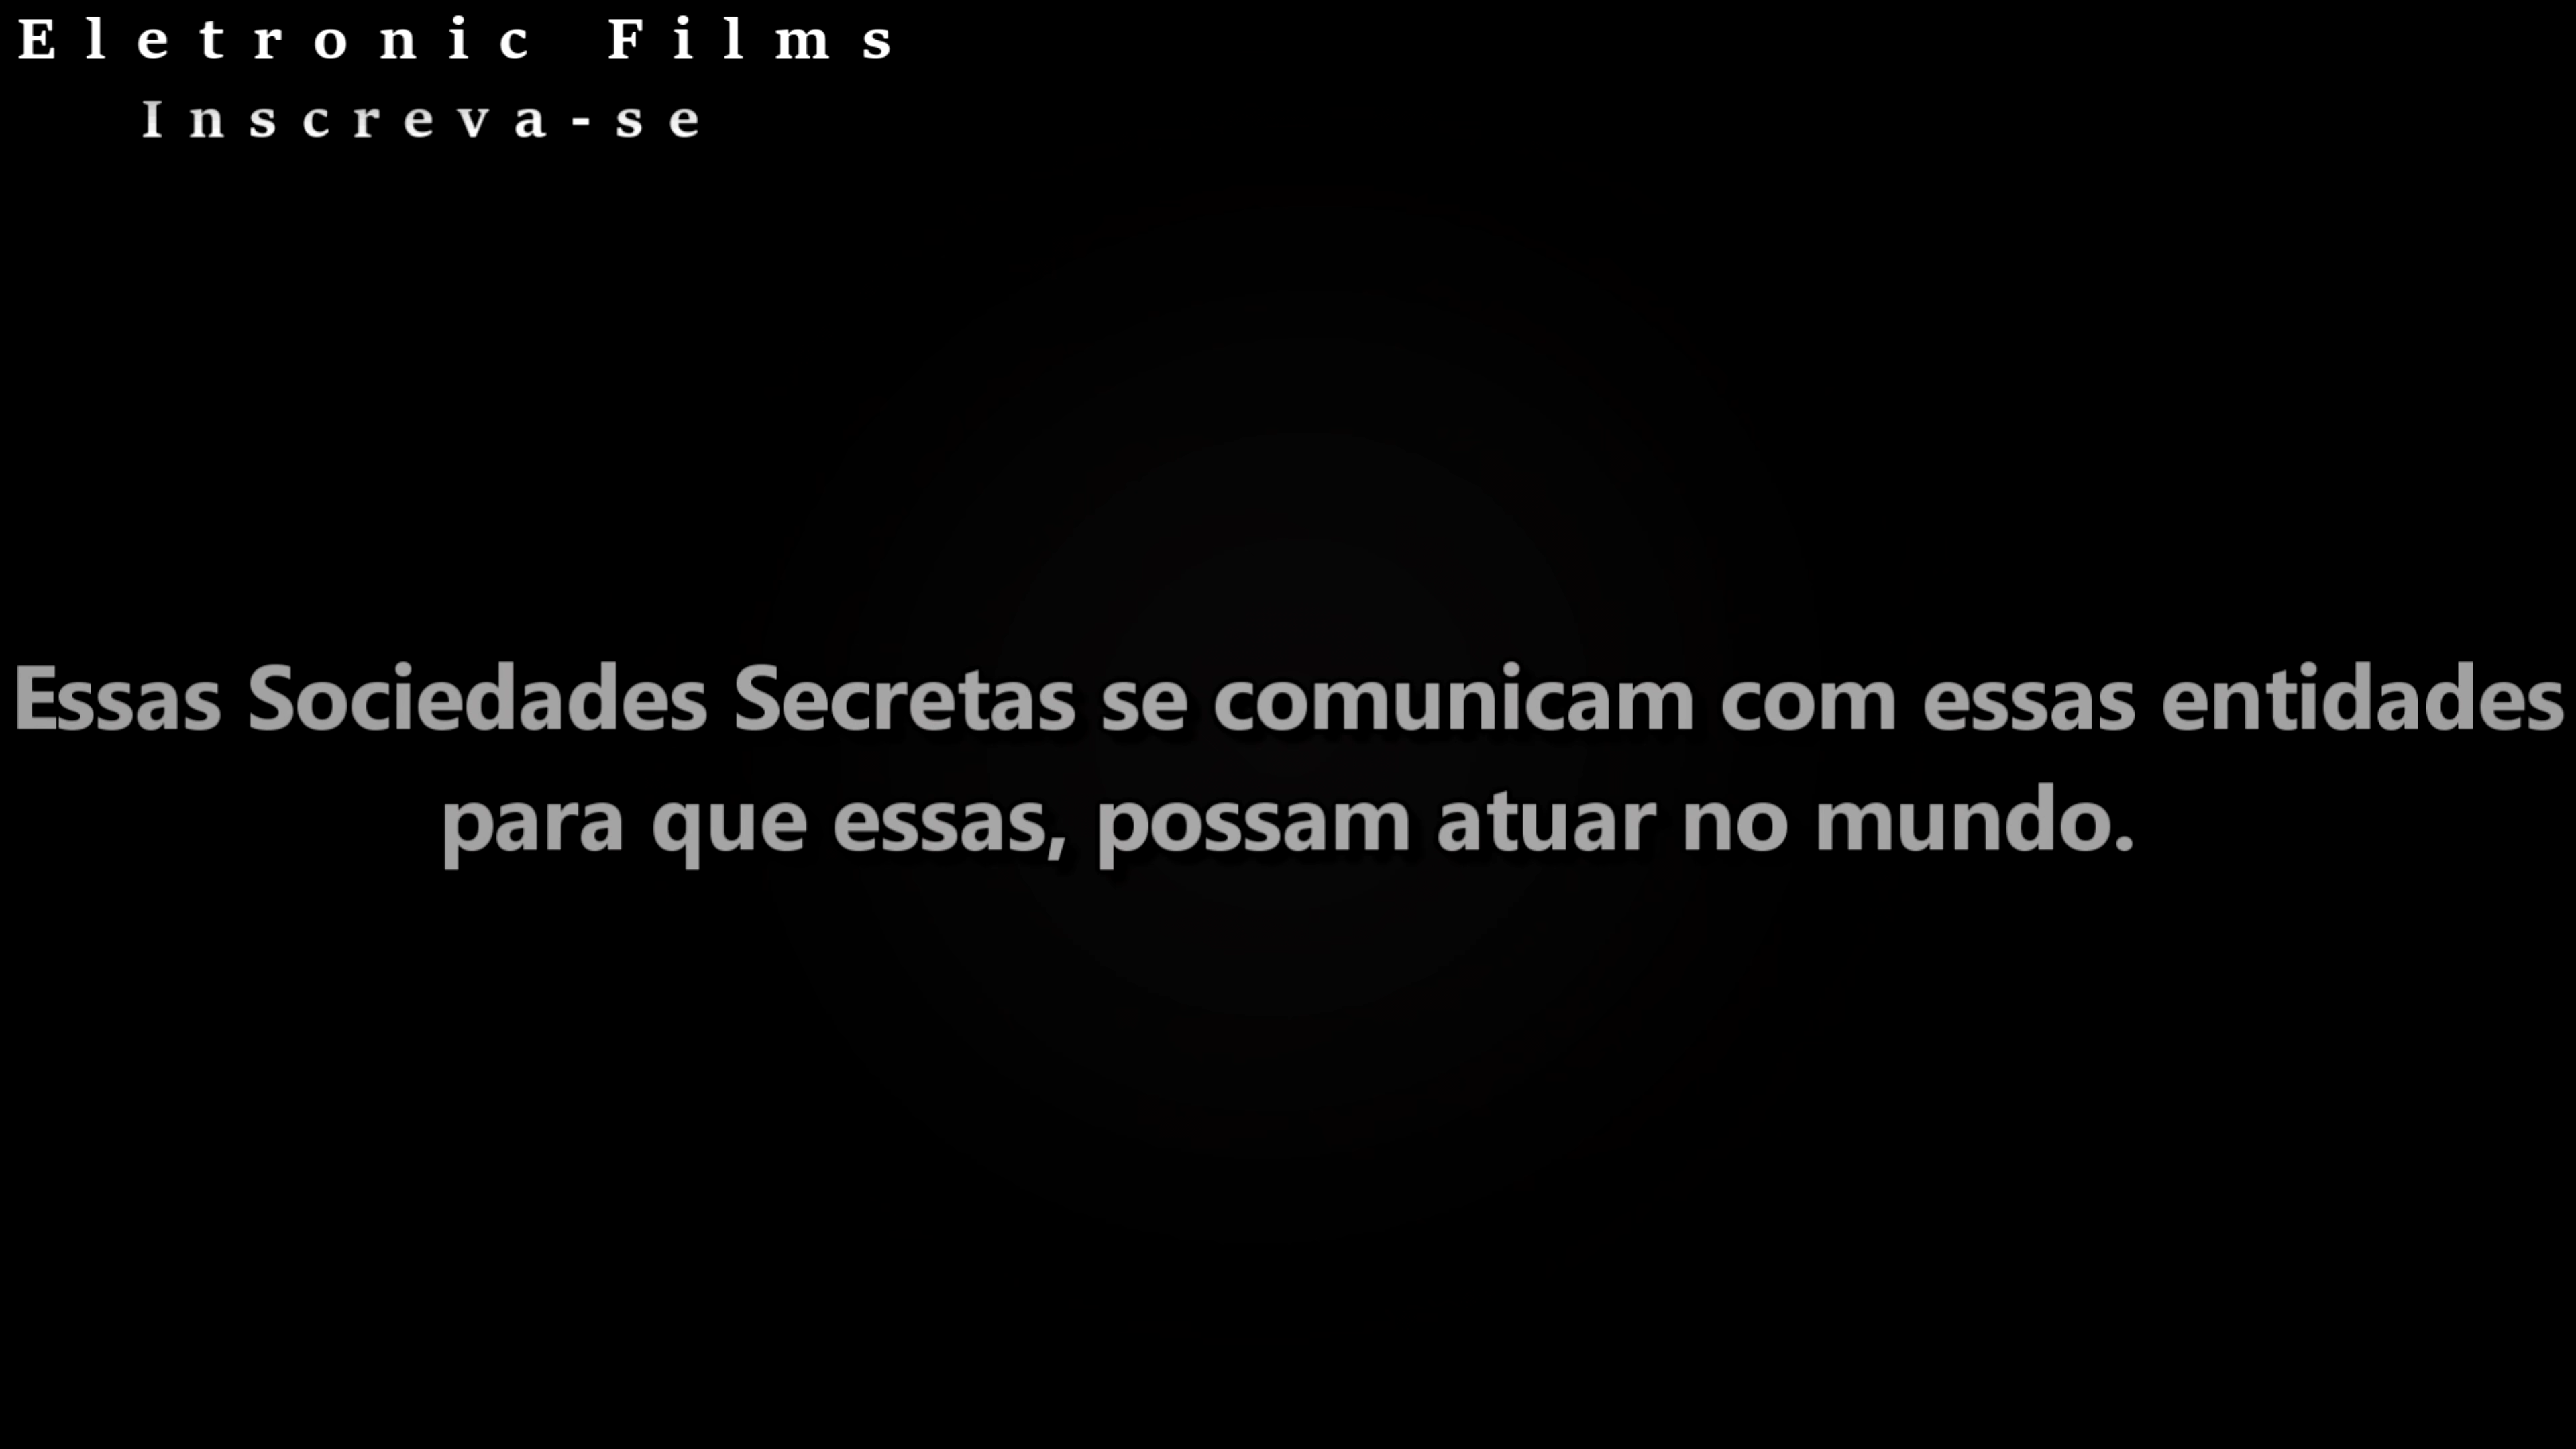 Eletronic Films
Inscreva-se
Essas Sociedades Secretas se comunicam com essas entidades
para que essas, possam atuar no mundo.